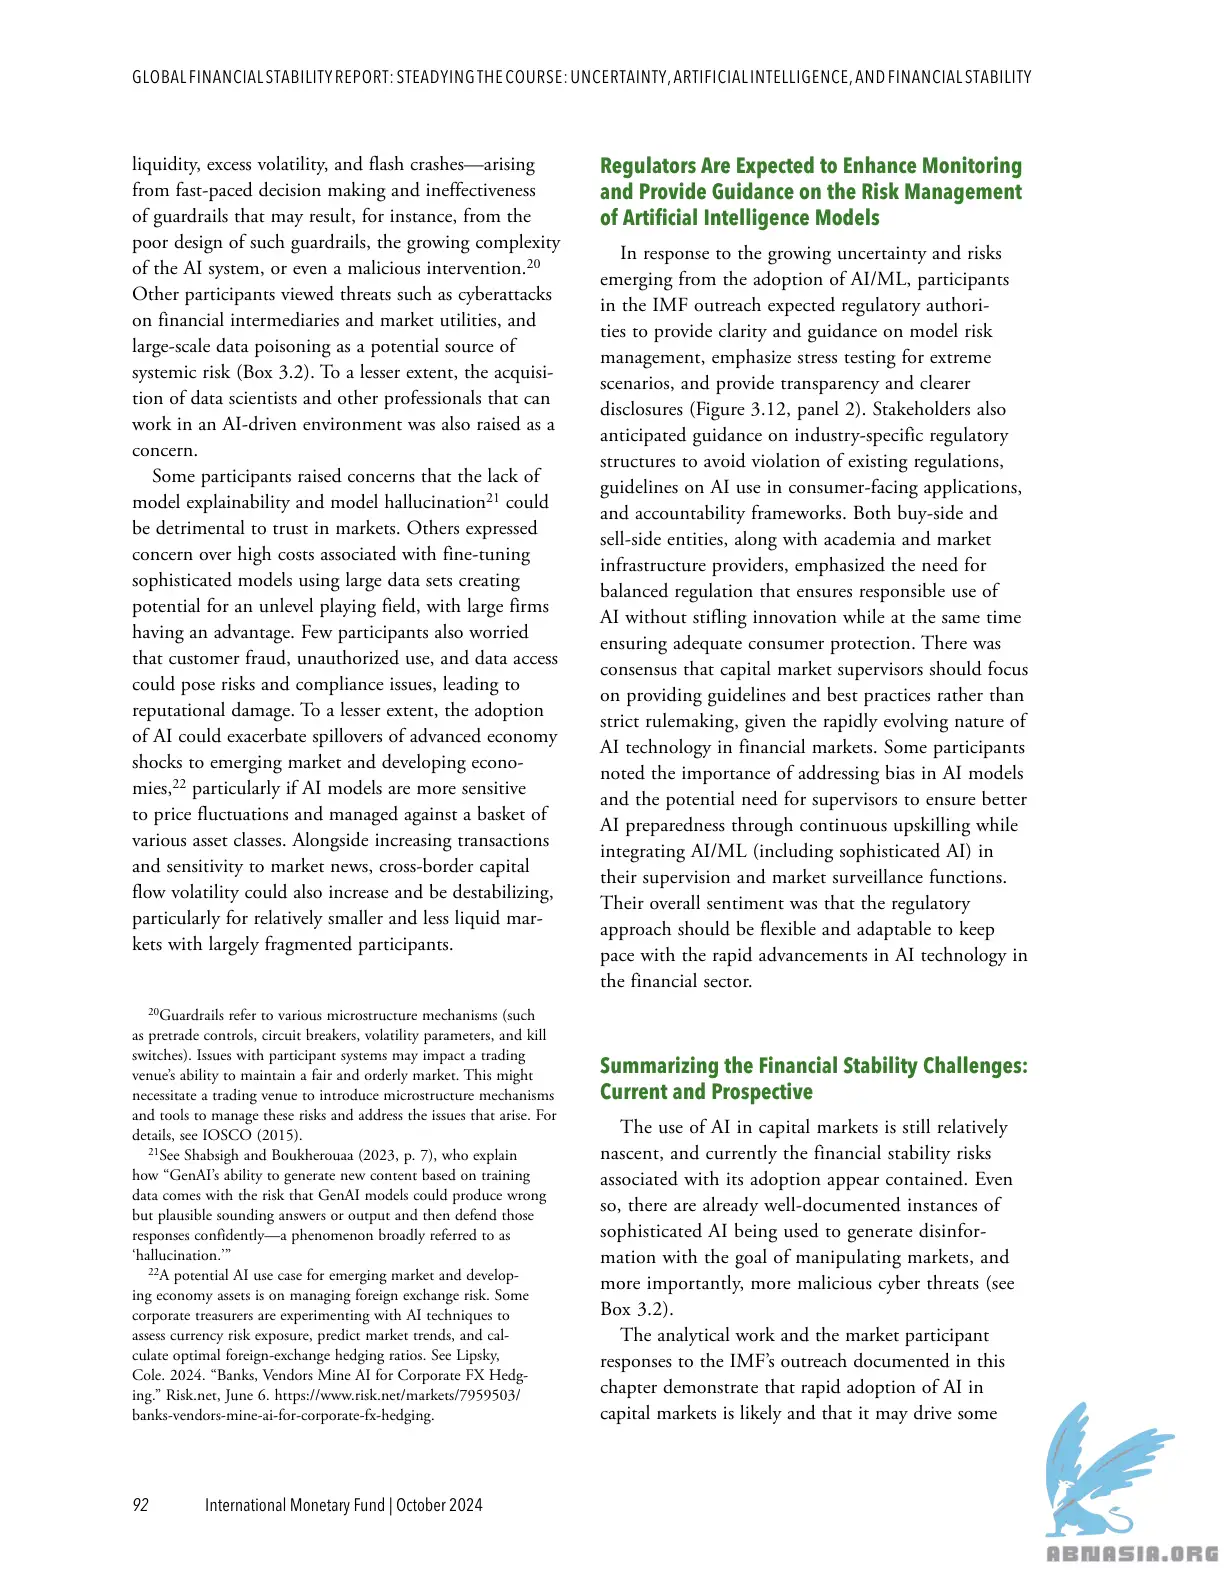 GLOBAL FINANCIAL STABILITY REPORT: STEADYING THE COURSE: UNCERTAINTY, ARTIFICIAL INTELLIGENCE, AND FINANCIAL STABILITY
liquidity, excess volatility, and flash crashes—arising
from fast-paced decision making and ineffectiveness
of guardrails that may result, for instance, from the
poor design of such guardrails, the growing complexity
of the AI system, or even a malicious intervention.20
Other participants viewed threats such as cyberattacks
on financial intermediaries and market utilities, and
large-scale data poisoning as a potential source of
systemic risk (Box 3.2). To a lesser extent, the acquisi-
tion of data scientists and other professionals that can
work in an AI-driven environment was also raised as a
concern.
Some participants raised concerns that the lack of
model explainability and model hallucination21 could
be detrimental to trust in markets. Others expressed
concern over high costs associated with fine-tuning
sophisticated models using large data sets creating
potential for an unlevel playing field, with large firms
having an advantage. Few participants also worried
that customer fraud, unauthorized use, and data access
could pose risks and compliance issues, leading to
reputational damage. To a lesser extent, the adoption
of AI could exacerbate spillovers of advanced economy
shocks to emerging market and developing econo-
mies,22 particularly if AI models are more sensitive
to price fluctuations and managed against a basket of
various asset classes. Alongside increasing transactions
and sensitivity to market news, cross-border capital
flow volatility could also increase and be destabilizing,
particularly for relatively smaller and less liquid mar-
kets with largely fragmented participants.
20Guardrails refer to various microstructure mechanisms (such
as pretrade controls, circuit breakers, volatility parameters, and kill
switches). Issues with participant systems may impact a trading
venue's ability to maintain a fair and orderly market. This might
necessitate a trading venue to introduce microstructure mechanisms
and tools to manage these risks and address the issues that arise. For
details, see IOSCO (2015).
21See Shabsigh and Boukherouaa (2023, p. 7), who explain
how “GenAI’s ability to generate new content based on training
data comes with the risk that GenAI models could produce wrong
but plausible sounding answers or output and then defend those
responses confidently—a phenomenon broadly referred to as
‘hallucination.’”
22A potential AI use case for emerging market and develop-
ing economy assets is on managing foreign exchange risk. Some
corporate treasurers are experimenting with AI techniques to
assess currency risk exposure, predict market trends, and cal-
culate optimal foreign-exchange hedging ratios. See Lipsky,
Cole. 2024. “Banks, Vendors Mine AI for Corporate FX Hedg-
ing.” Risk.net, June 6. https://www.risk.net/markets/7959503/
banks-vendors-mine-ai-for-corporate-fx-hedging.
Regulators Are Expected to Enhance Monitoring
and Provide Guidance on the Risk Management
of Artificial Intelligence Models
In response to the growing uncertainty and risks
emerging from the adoption of AI/ML, participants
in the IMF outreach expected regulatory authori-
ties to provide clarity and guidance on model risk
management, emphasize stress testing for extreme
scenarios, and provide transparency and clearer
disclosures (Figure 3.12, panel 2). Stakeholders also
anticipated guidance on industry-specific regulatory
structures to avoid violation of existing regulations,
guidelines on AI use in consumer-facing applications,
and accountability frameworks. Both buy-side and
sell-side entities, along with academia and market
infrastructure providers, emphasized the need for
balanced regulation that ensures responsible use of
AI without stifling innovation while at the same time
ensuring adequate consumer protection. There was
consensus that capital market supervisors should focus
on providing guidelines and best practices rather than
strict rulemaking, given the rapidly evolving nature of
AI technology in financial markets. Some participants
noted the importance of addressing bias in AI models
and the potential need for supervisors to ensure better
AI preparedness through continuous upskilling while
integrating AI/ML (including sophisticated AI) in
their supervision and market surveillance functions.
Their overall sentiment was that the regulatory
approach should be flexible and adaptable to keep
pace with the rapid advancements in AI technology in
the financial sector.
Summarizing the Financial Stability Challenges:
Current and Prospective
The use of AI in capital markets is still relatively
nascent, and currently the financial stability risks
associated with its adoption appear contained. Even
so, there are already well-documented instances of
sophisticated AI being used to generate disinfor-
mation with the goal of manipulating markets, and
more importantly, more malicious cyber threats (see
Box 3.2).
The analytical work and the market participant
responses to the IMF’s outreach documented in this
chapter demonstrate that rapid adoption of AI in
capital markets is likely and that it may drive some
92 International Monetary Fund | October 2024
ABNASIA.ORG